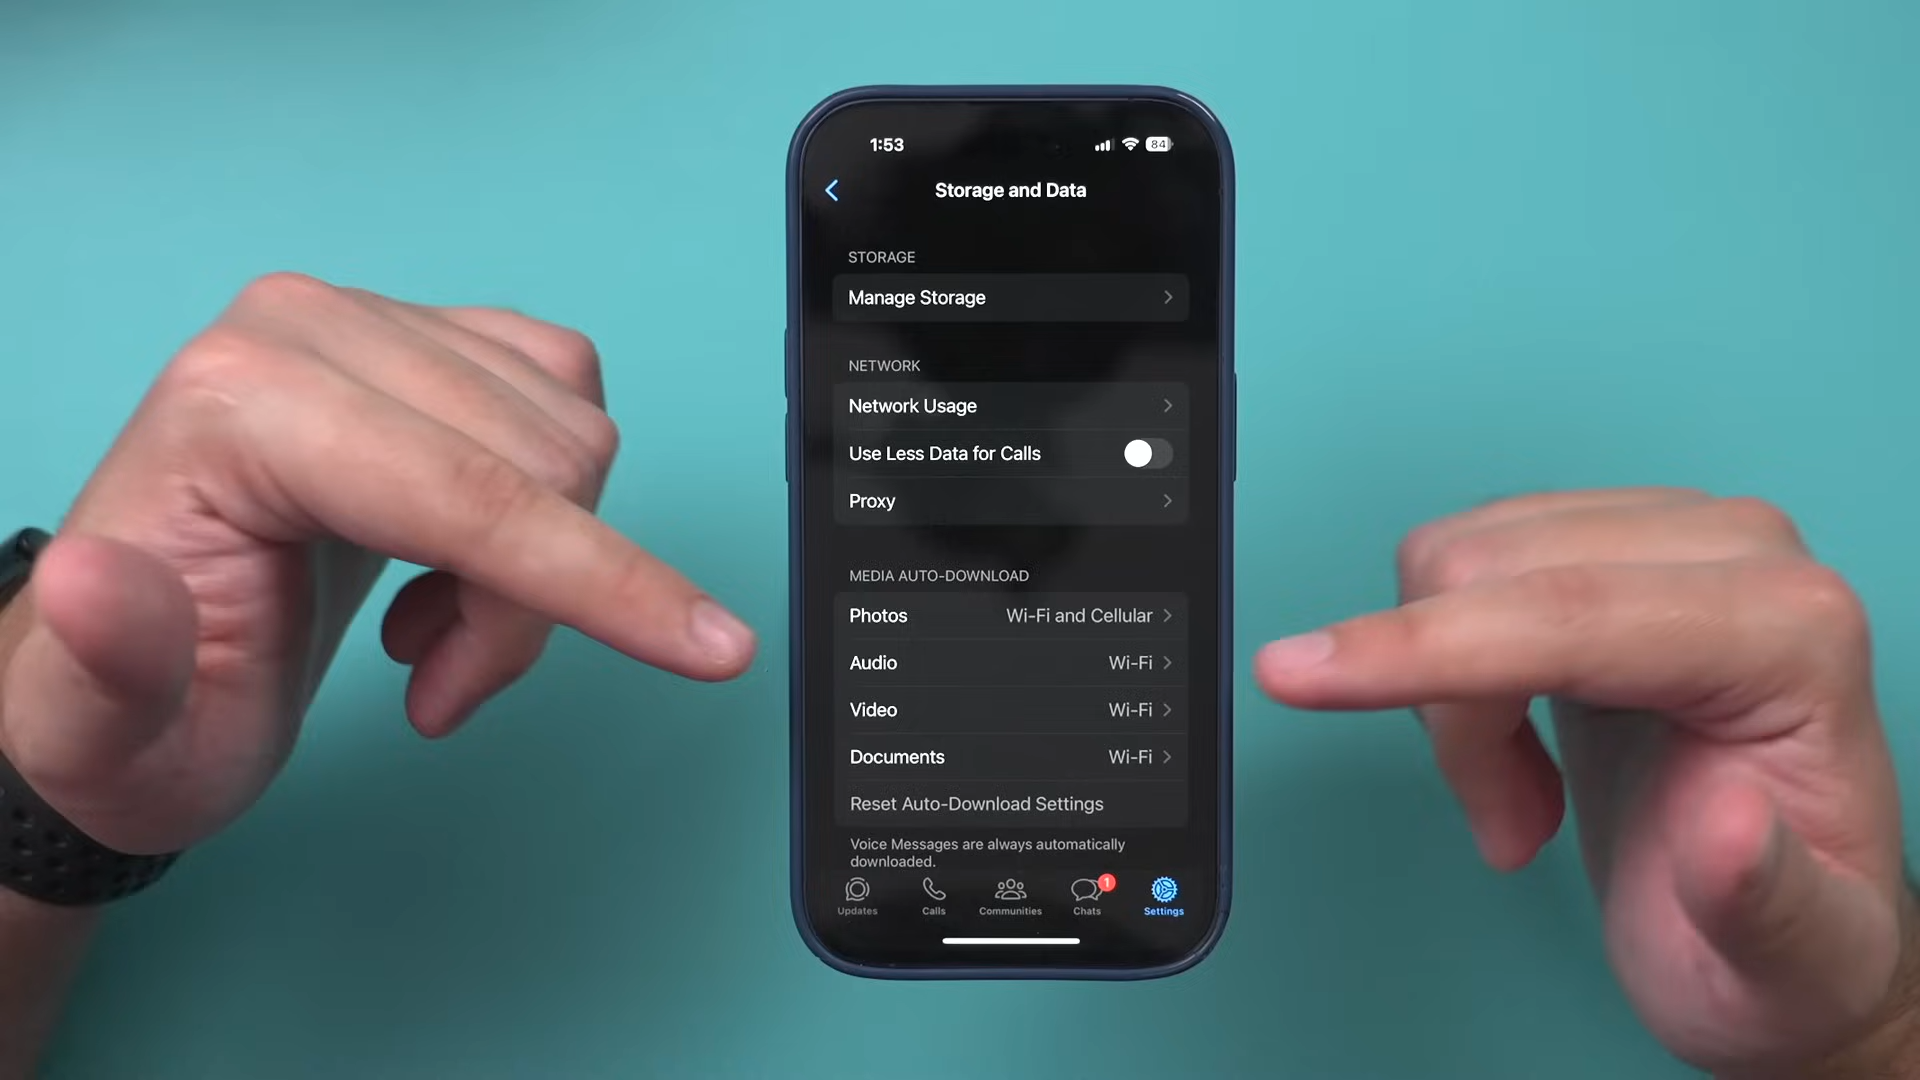 1:53
84
Storage and Data
STORAGE
Manage Storage
NETWORK
Network Usage
Use Less Data for Calls
Proxy
MEDIA AUTO-DOWNLOAD
Photos Wi-Fi and Cellular
Audio Wi-Fi
Video Wi-Fi
Documents Wi-Fi
Reset Auto-Download Settings
Voice Messages are always automatically
downloaded.
1
Updates Calls Communities Chats Settings